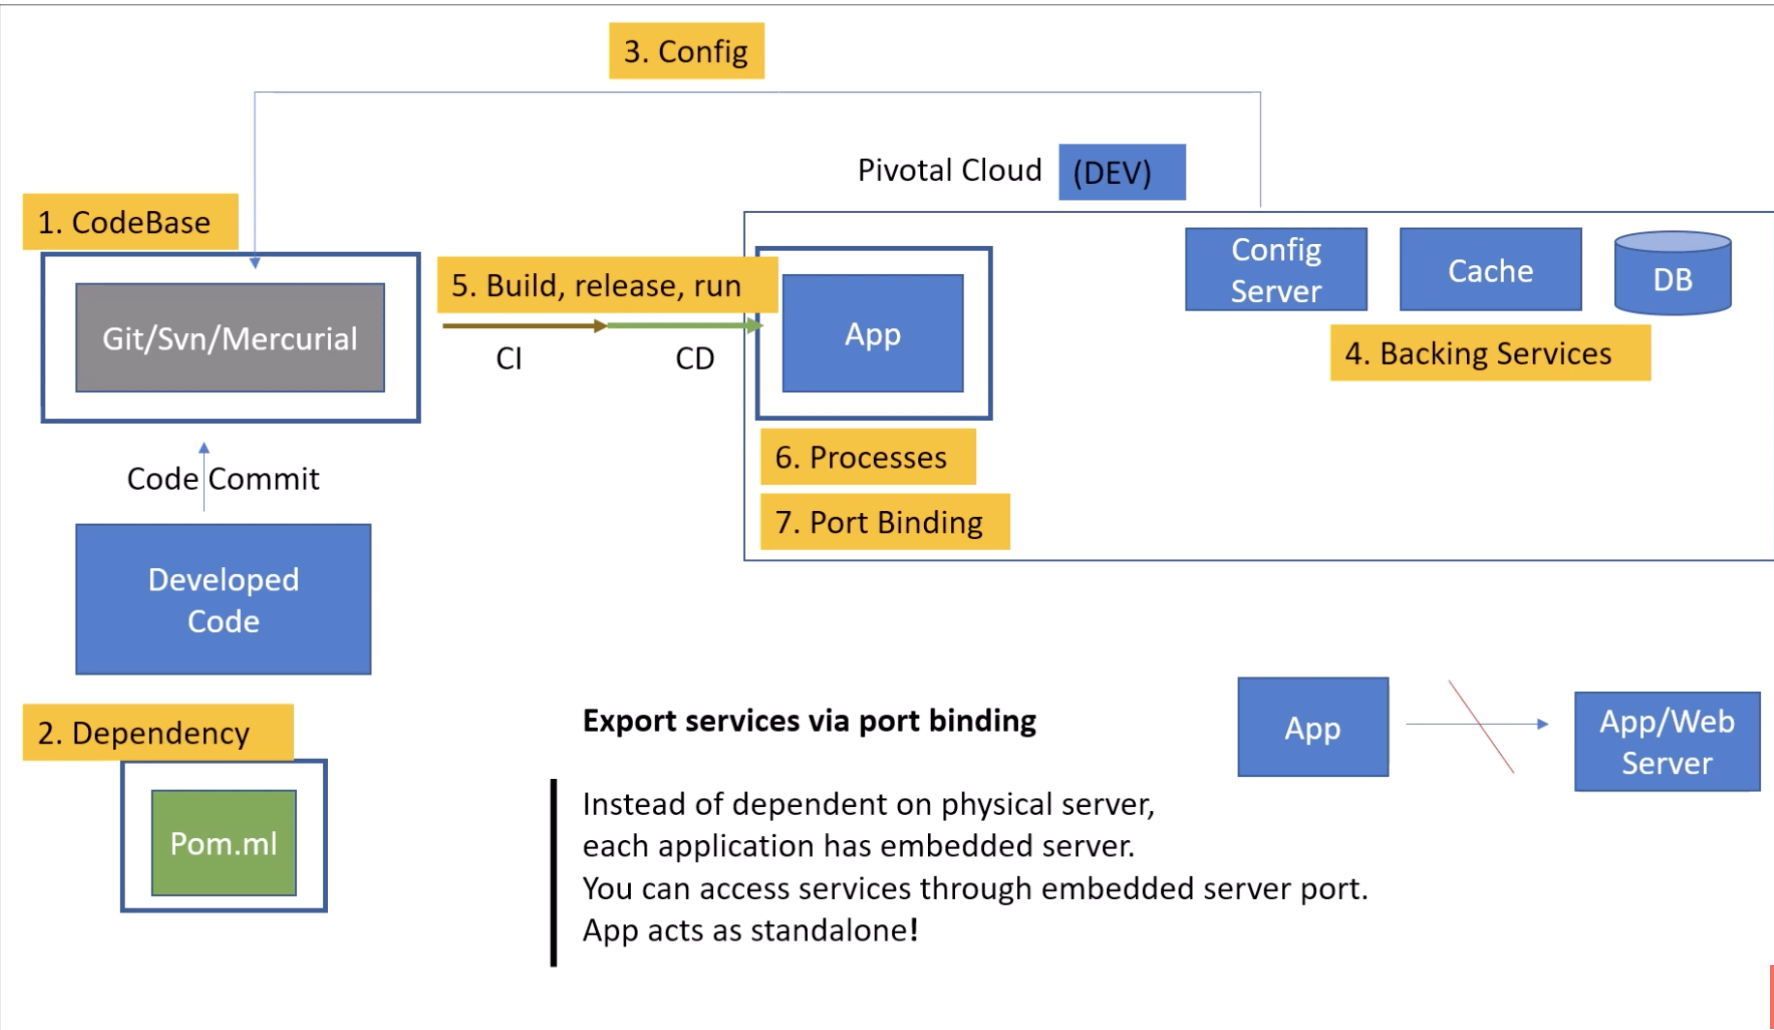 3. Config
Pivotal Cloud
(DEV)
1. CodeBase
Git/Svn/Mercurial
5. Build, release, run
CI
CD
App
Config
Server
Cache
DB
4. Backing Services
6. Processes
7. Port Binding
Code Commit
Developed
Code
2. Dependency
Pom.ml
Export services via port binding
Instead of dependent on physical server,
each application has embedded server.
You can access services through embedded server port.
App acts as standalone!
App
App/Web
Server